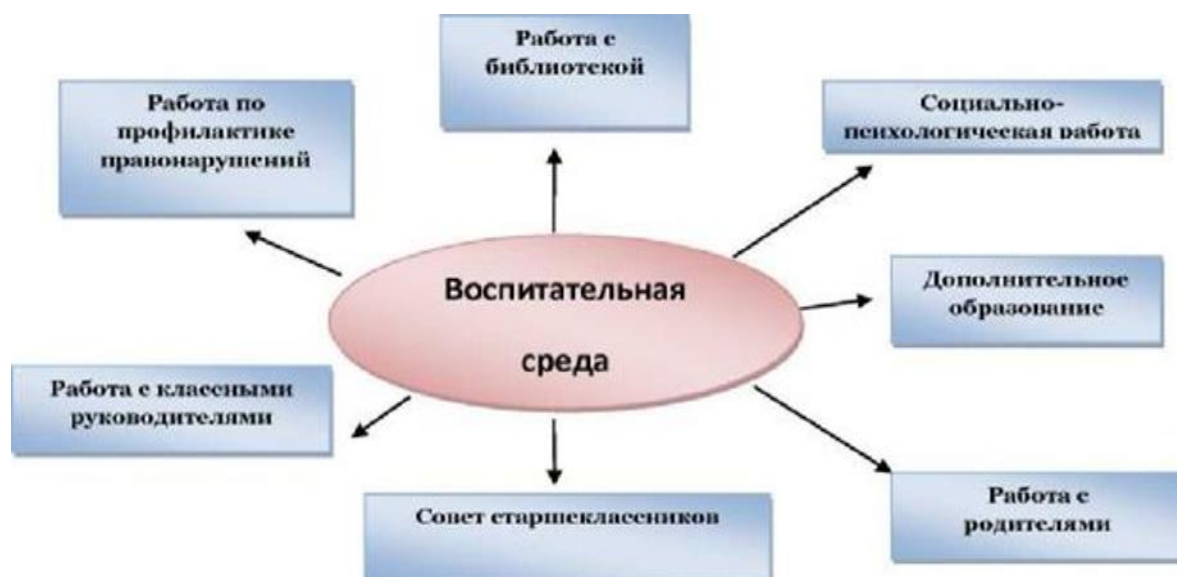 Работа с
библиотекой
Работа по
профилактике
правонарушений
Социально-
психологическая работа
Воспитательная
среда
Дополнительное
образование
Работа с классными
руководителями
Совет старшеклассников
Работа с
родителями